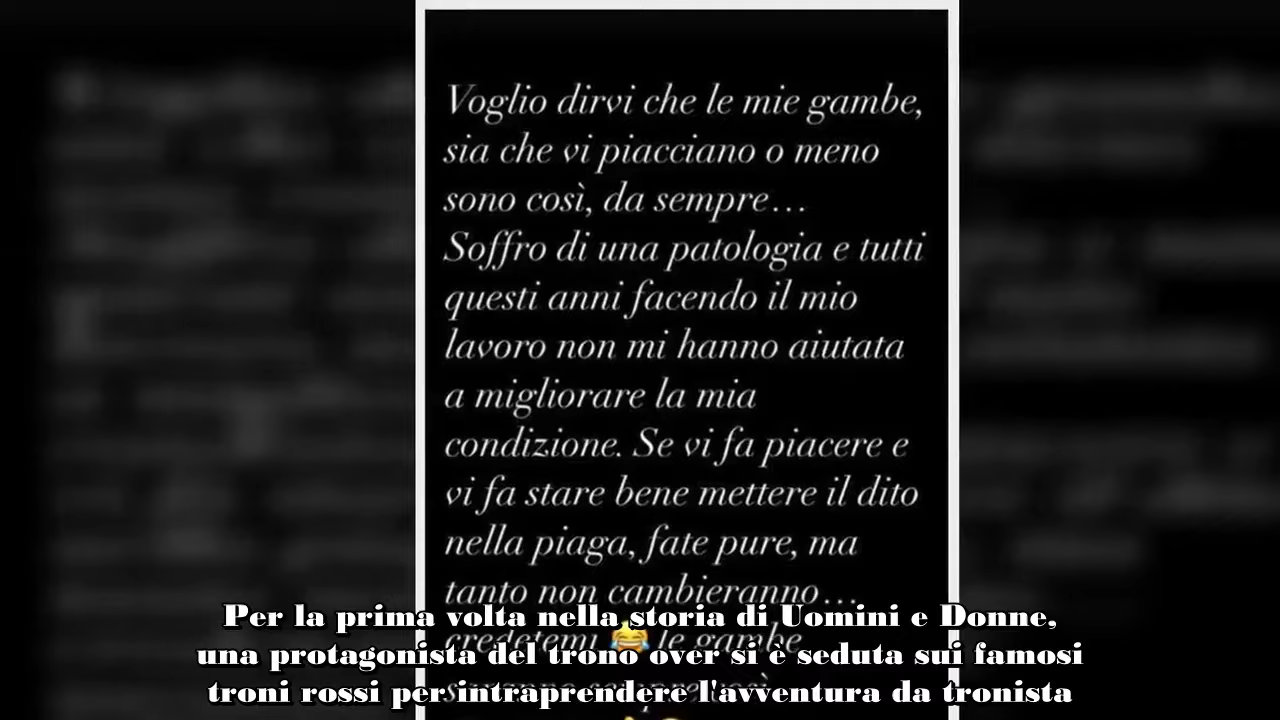 Voglio dirvi che le mie gambe,
sia che vi piacciano o meno
sono così, da sempre...
Soffro di una patologia e tutti
questi anni facendo il mio
lavoro non mi hanno aiutata
a migliorare la mia
condizione. Se vi fa piacere e
vi fa stare bene mettere il dito
nella piaga, fate pure, ma
tanto non cambieranno...
credetemi 😂 le gambe
Per la prima volta nella storia di Uomini e Donne,
una protagonista del trono over si è seduta sui famosi
troni rossi per intraprendere l'avventura da tronista